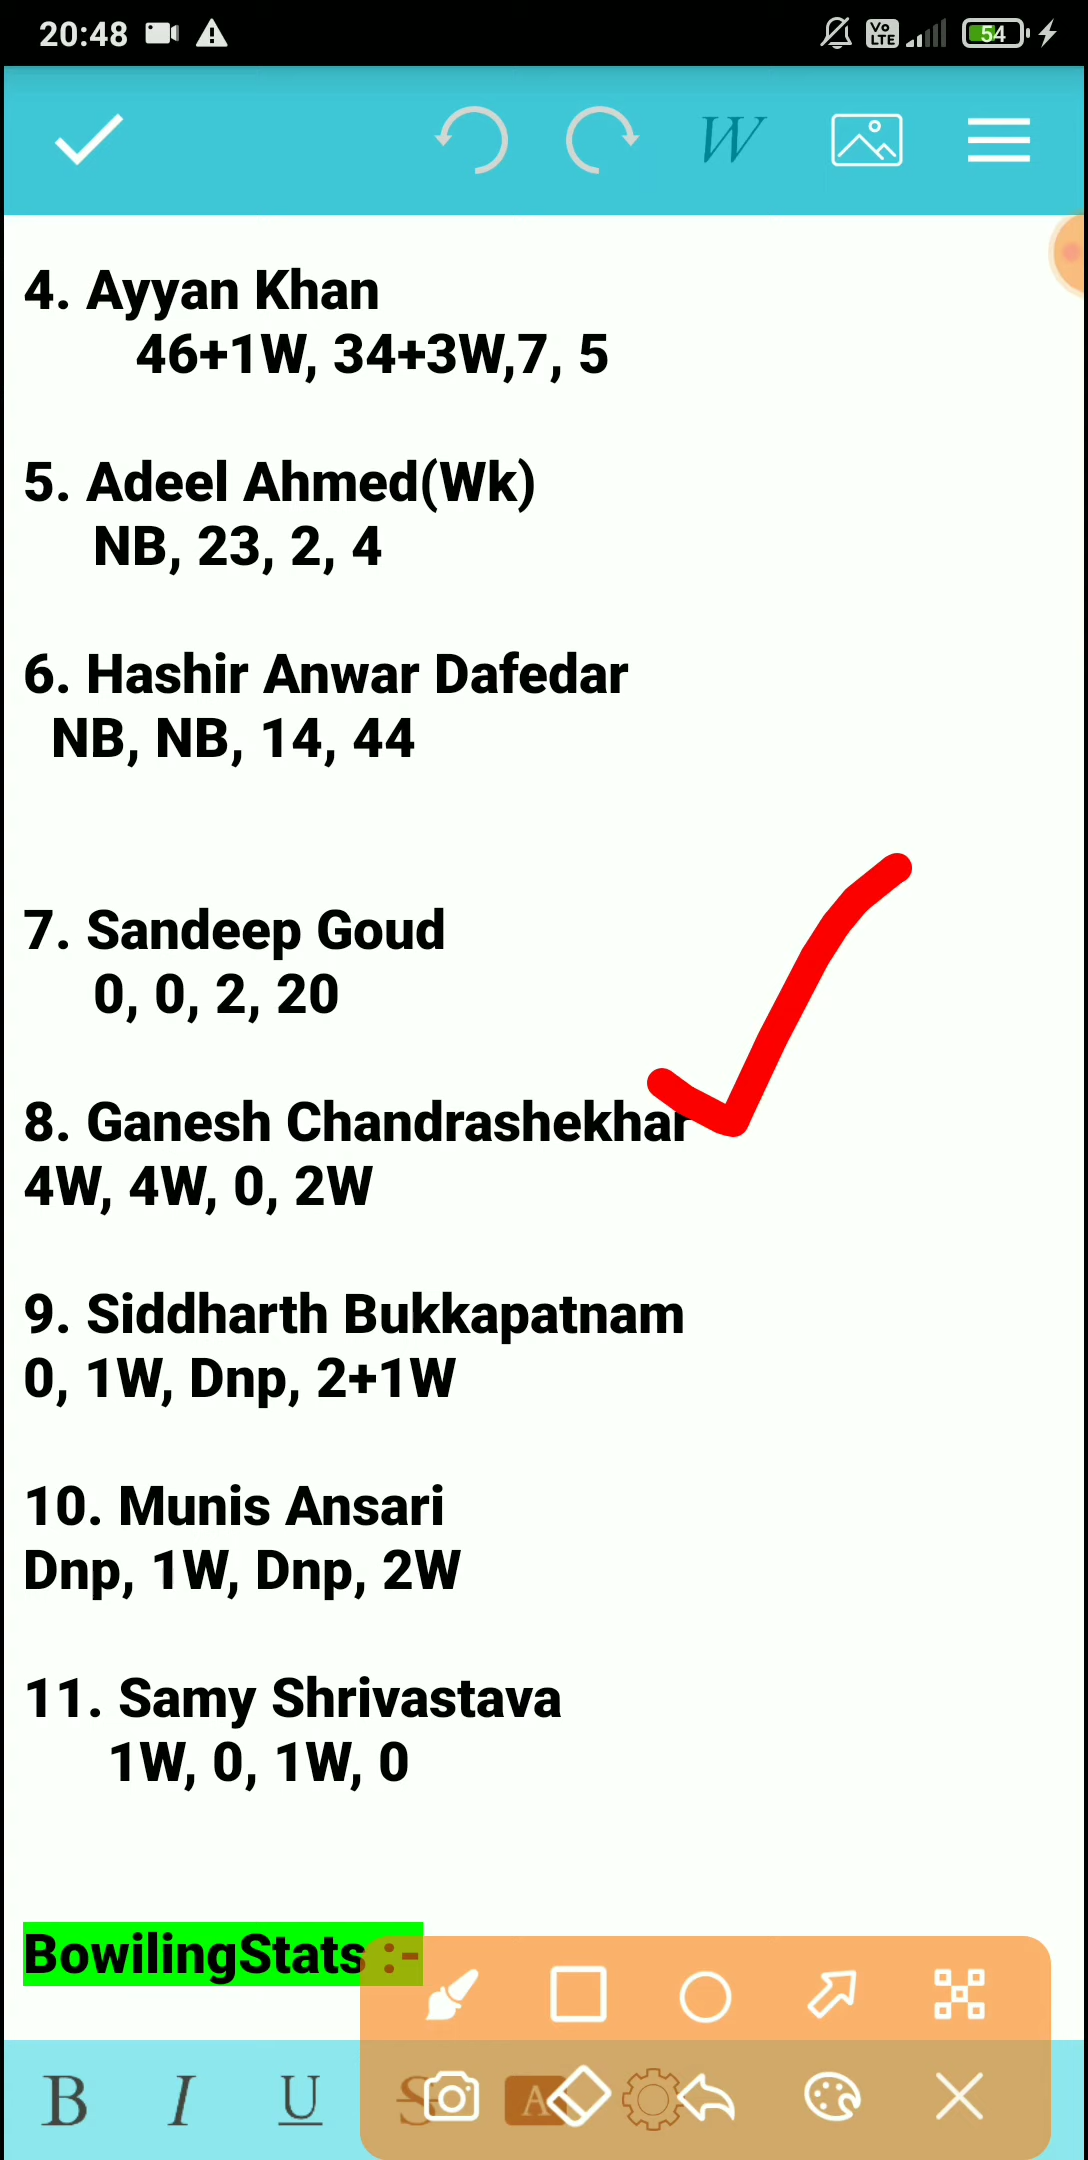 20:48
Vo LTE
54
W
4. Ayyan Khan
46+1W, 34+3W,7, 5
5. Adeel Ahmed(Wk)
NB, 23, 2, 4
6. Hashir Anwar Dafedar
NB, NB, 14, 44
7. Sandeep Goud
0, 0, 2, 20
8. Ganesh Chandrashekhar
4W, 4W, 0, 2W
9. Siddharth Bukkapatnam
0, 1W, Dnp, 2+1W
10. Munis Ansari
Dnp, 1W, Dnp, 2W
11. Samy Shrivastava
1W, 0, 1W, 0
BowilingStats :-
B I U S A